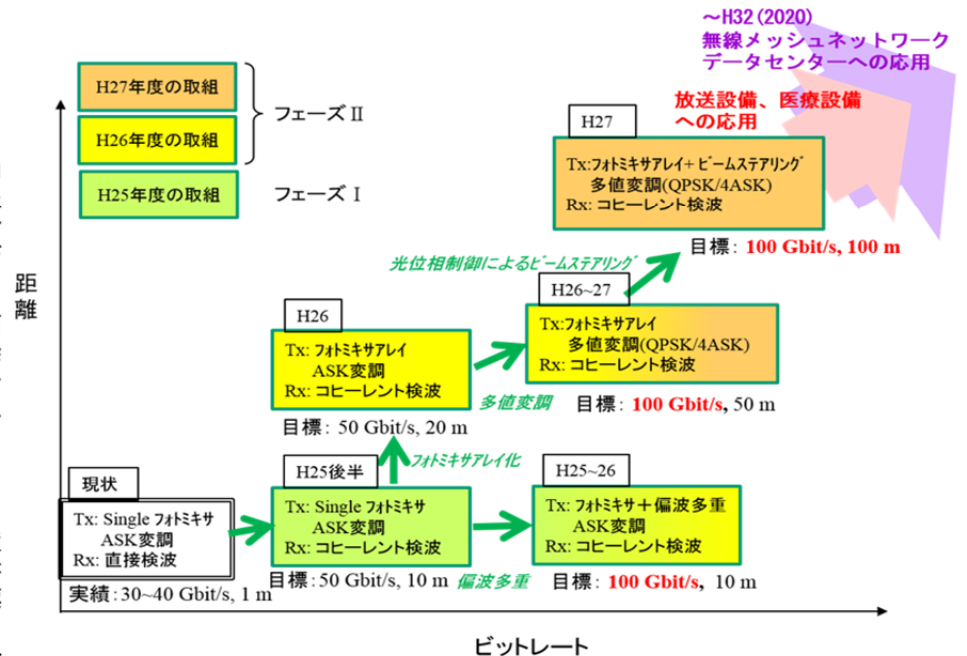 ~H32(2020)
無線メッシュネットワーク
データセンターへの応用
放送設備、医療設備
への応用
H27年度の取組
H26年度の取組
フェーズⅡ
H25年度の取組
フェーズⅠ
距離
H27
Tx:ﾌｫﾄﾐｷｻアレイ+ ﾋﾞｰﾑステアリング
多値変調(QPSK/4ASK)
Rx: コヒーレント検波
目標: 100 Gbit/s, 100 m
光位相制御によるﾋﾞｰﾑステアリング
H26~27
Tx:ﾌｫﾄﾐｷｻアレイ
多値変調(QPSK/4ASK)
Rx: コヒーレント検波
目標: 100 Gbit/s, 50 m
H26
Tx: ﾌｫﾄﾐｷｻアレイ
ASK変調
Rx: コヒーレント検波
目標: 50 Gbit/s, 20 m
多値変調
ﾌｫﾄﾐｷｻアレイ化
現状
Tx: Single ﾌｫﾄﾐｷｻ
ASK変調
Rx: 直接検波
実績:30~40 Gbit/s, 1 m
H25後半
Tx: Single ﾌｫﾄﾐｷｻ
ASK変調
Rx: コヒーレント検波
目標:50 Gbit/s, 10 m
偏波多重
H25~26
Tx: ﾌｫﾄﾐｷｻ+偏波多重
ASK変調
Rx: コヒーレント検波
目標: 100 Gbit/s, 10 m
ビットレート